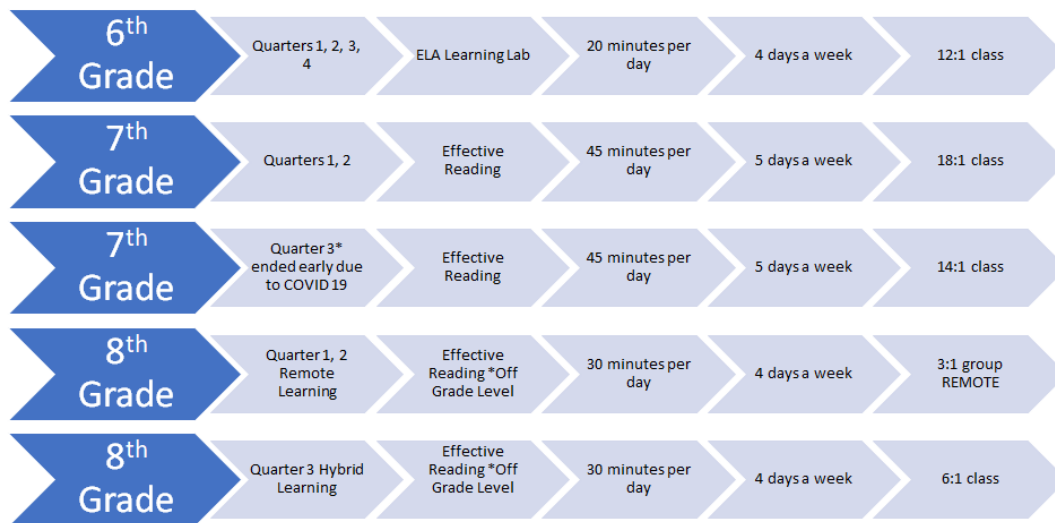 6th
Grade
Quarters 1, 2, 3,
4
ELA Learning Lab
20 minutes per
day
4 days a week
12:1 class
7th
Grade
Quarters 1, 2
Effective
Reading
45 minutes per
day
5 days a week
18:1 class
7th
Grade
Quarter 3*
ended early due
to COVID 19
Effective
Reading
45 minutes per
day
5 days a week
14:1 class
8th
Grade
Quarter 1, 2
Remote
Learning
Effective
Reading *Off
Grade Level
30 minutes per
day
4 days a week
3:1 group
REMOTE
8th
Grade
Quarter 3 Hybrid
Learning
Effective
Reading *Off
Grade Level
30 minutes per
day
4 days a week
6:1 class